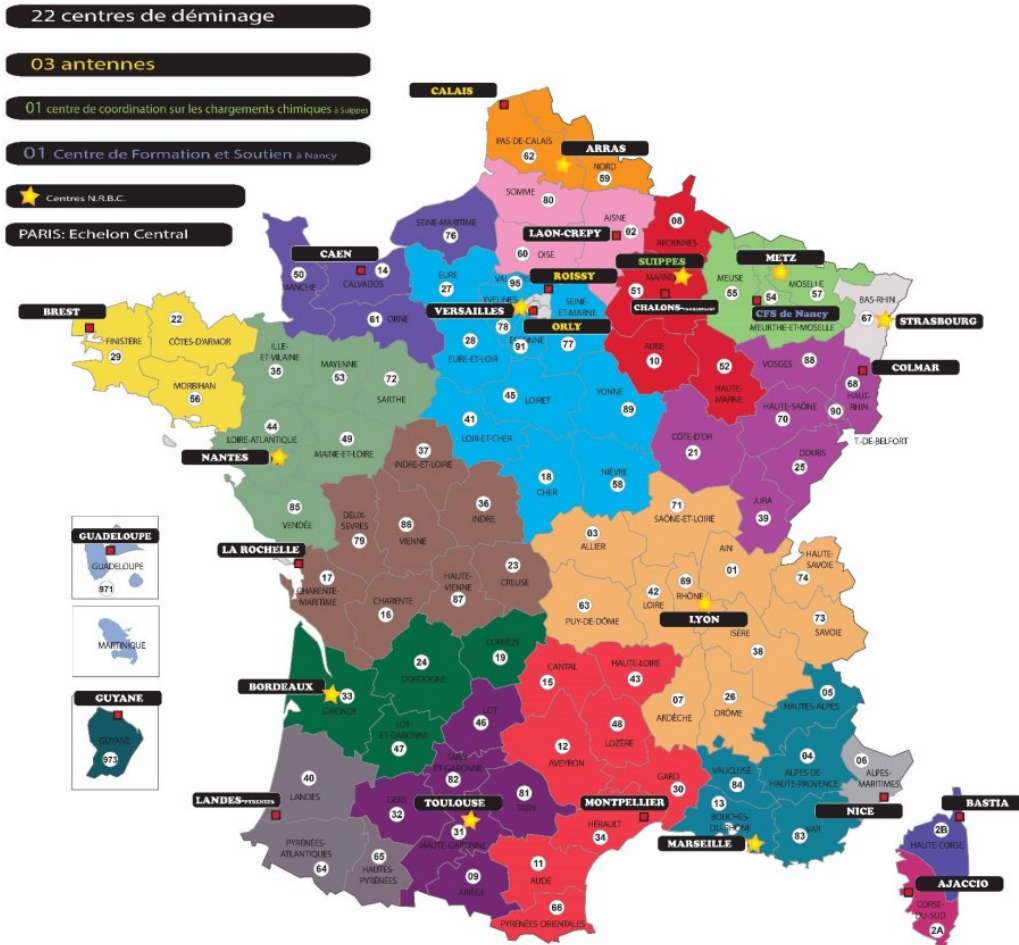 22 centres de déminage
03 antennes
01 centre de coordination sur les chargements chimiques à Suippes
01 Centre de Formation et Soutien à Nancy
Centres N.R.B.C.
PARIS: Echelon Central
CALAIS
PAS-DE-CALAIS
62
ARRAS
NORD
59
SOMME
80
AISNE
02
08
ARDENNES
SEINE-MARITIME
76
LAON-CREPY
60
OISE
CAEN
14
CALVADOS
50
MANCHE
61
ORNE
EURE
27
95
ROISSY
YVELINES
SEINE-
ET-MARNE
VERSAILLES
78
ORLY
91
77
28
EURE-ET-LOIR
SUIPPES
MARNE
51
METZ
MEUSE
55
54
MOSELLE
57
CFS de Nancy
MEURTHE-ET-MOSELLE
BAS-RHIN
67
STRASBOURG
AUBE
10
52
HAUTE-
MARNE
VOSGES
88
COLMAR
68
HAUT-
RHIN
HAUTE-SAÔNE
70
90
T.-DE-BELFORT
BREST
FINISTÈRE
29
22
CÔTES-D'ARMOR
MORBIHAN
56
ILLE-
ET-VILAINE
35
MAYENNE
53
72
SARTHE
44
LOIRE-ATLANTIQUE
49
MAINE-ET-LOIRE
NANTES
85
VENDÉE
45
LOIRET
41
LOIR-ET-CHER
YONNE
89
18
CHER
NIÈVRE
58
CÔTE-D'OR
21
DOUBS
25
JURA
39
37
INDRE-ET-LOIRE
36
INDRE
DEUX-
SÈVRES
79
86
VIENNE
LA ROCHELLE
17
CHARENTE-
MARITIME
CHARENTE
16
HAUTE-
VIENNE
87
23
CREUSE
71
SAÔNE-ET-LOIRE
03
ALLIER
AIN
01
HAUTE-
SAVOIE
74
63
PUY-DE-DÔME
42
LOIRE
69
RHÔNE
LYON
73
SAVOIE
ISÈRE
38
07
ARDÈCHE
26
DRÔME
BORDEAUX
33
GIRONDE
24
DORDOGNE
CORRÈZE
19
LOT-
ET-GARONNE
47
LOT
46
CANTAL
15
HAUTE-LOIRE
43
48
LOZÈRE
12
AVEYRON
GARD
30
MONTPELLIER
HÉRAULT
34
11
AUDE
66
PYRÉNÉES-ORIENTALES
40
LANDES
LANDES-PYRENEES
PYRÉNÉES-
ATLANTIQUES
64
65
HAUTES-
PYRÉNÉES
TARN-
ET-GARONNE
82
GERS
32
TOULOUSE
31
HAUTE-GARONNE
81
TARN
09
ARIÈGE
05
HAUTES-ALPES
04
ALPES-DE-
HAUTE-PROVENCE
VAUCLUSE
84
13
BOUCHES-
DU-RHÔNE
MARSEILLE
83
VAR
06
ALPES-
MARITIMES
NICE
BASTIA
2B
HAUTE-CORSE
AJACCIO
CORSE-
DU-SUD
2A
GUADELOUPE
GUADELOUPE
971
MARTINIQUE
GUYANE
GUYANE
973